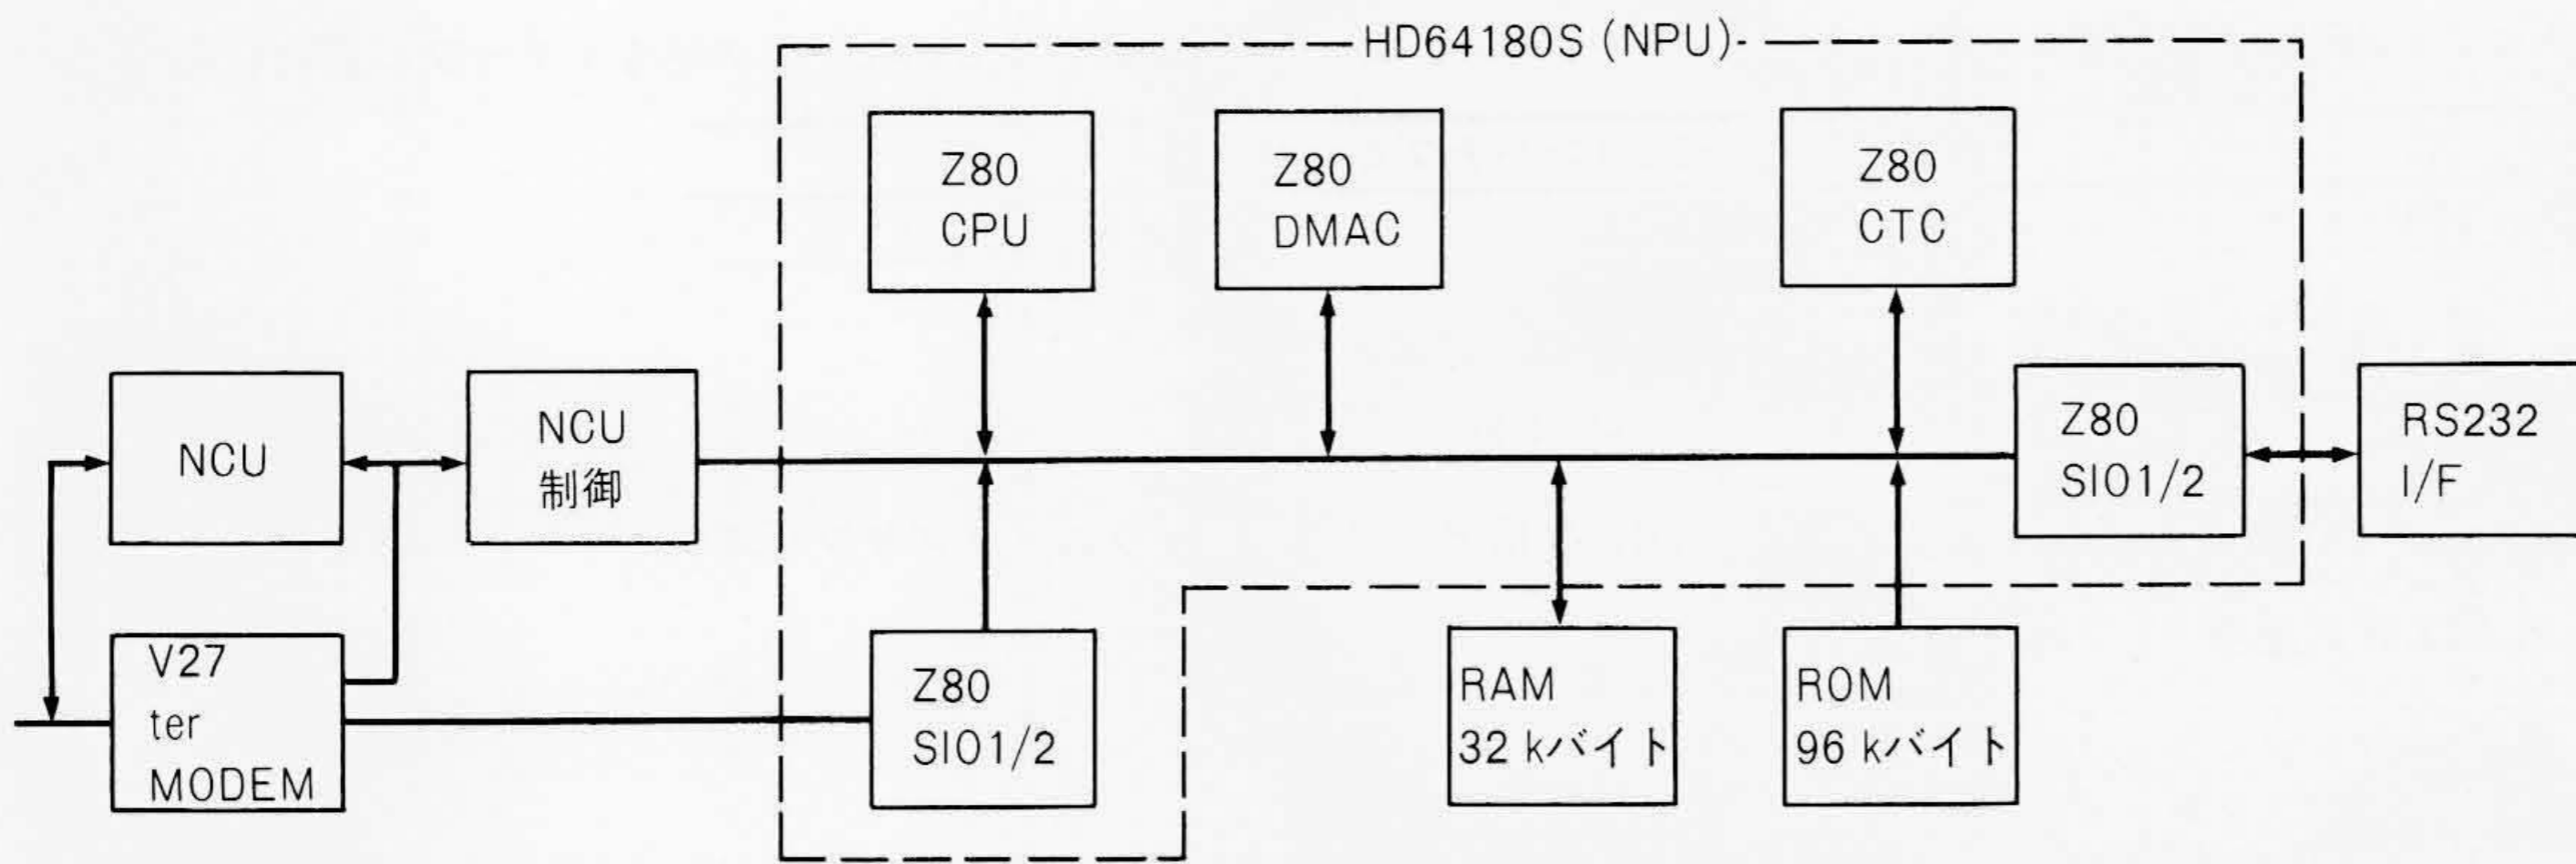 HD64180S (NPU)
Z80
CPU
Z80
DMAC
Z80
CTC
NCU
NCU
制御
Z80
SIO1/2
RS232
I/F
V27
ter
MODEM
Z80
SIO1/2
RAM
32 kバイト
ROM
96 kバイト